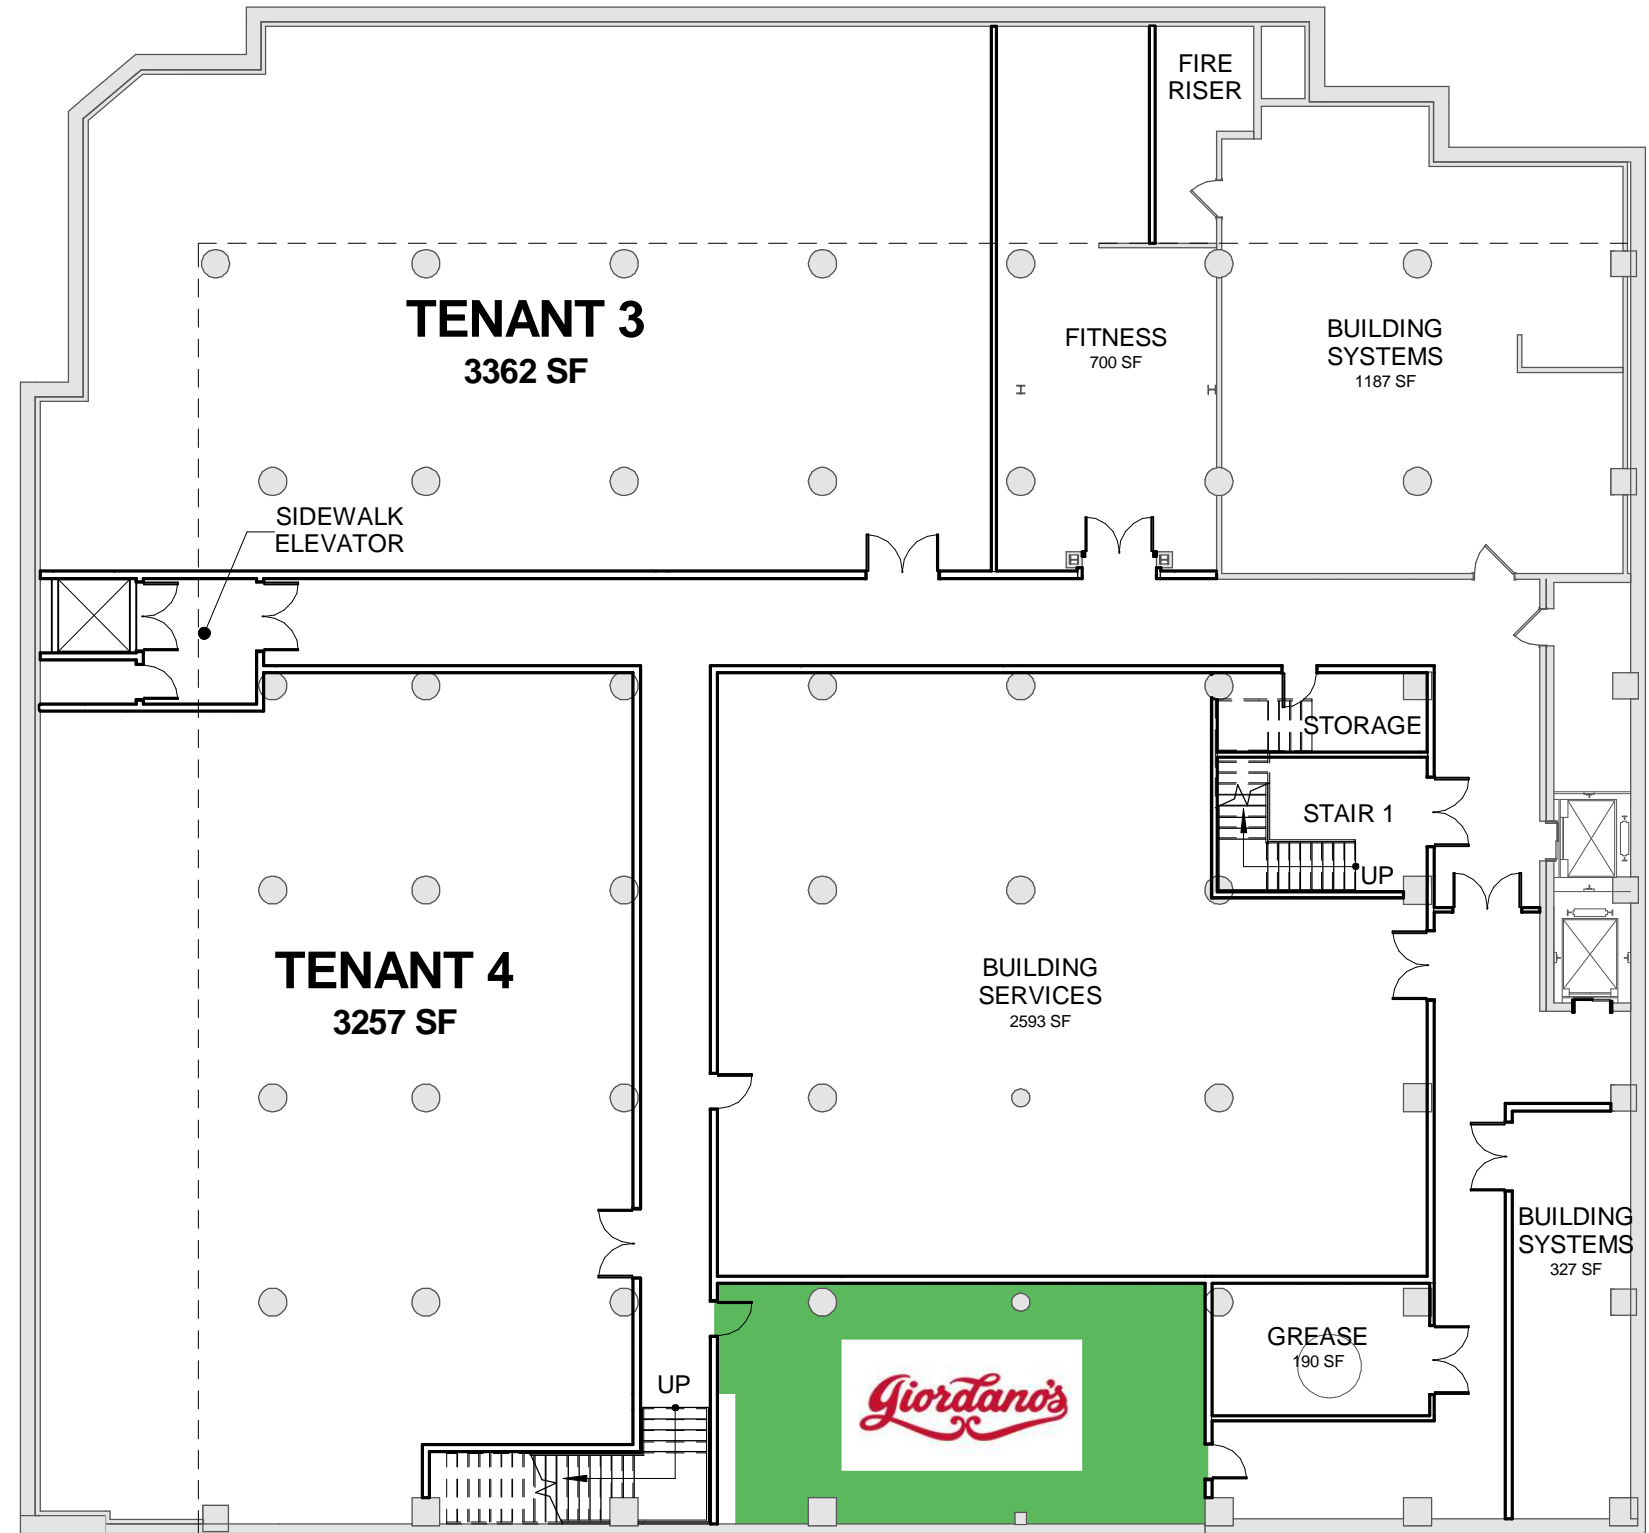 FIRE
RISER
TENANT 3
3362 SF
FITNESS
700 SF
BUILDING
SYSTEMS
1187 SF
SIDEWALK
ELEVATOR
STORAGE
STAIR 1
UP
TENANT 4
3257 SF
BUILDING
SERVICES
2593 SF
BUILDING
SYSTEMS
327 SF
GREASE
190 SF
UP
Giordano's